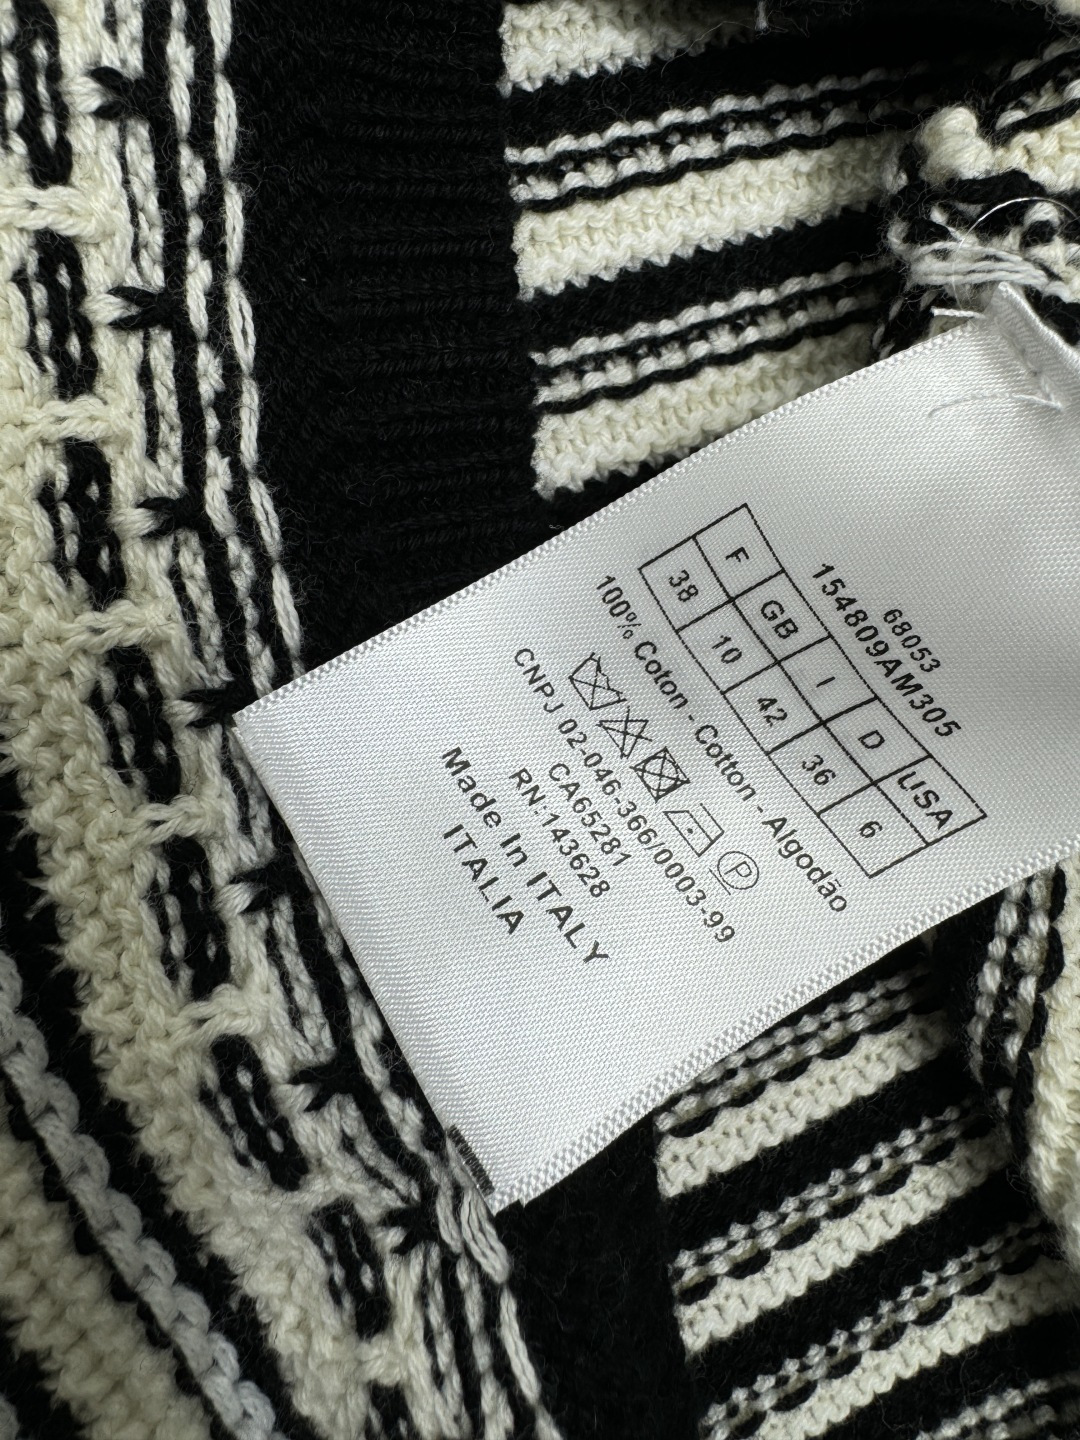 68053
154809AM305
F GB I D USA
38 10 42 36 6
100% Coton - Cotton - Algodão
P
CNPJ 02-046-366/0003-99
CA65281
RN:143628
Made In ITALY
ITALIA